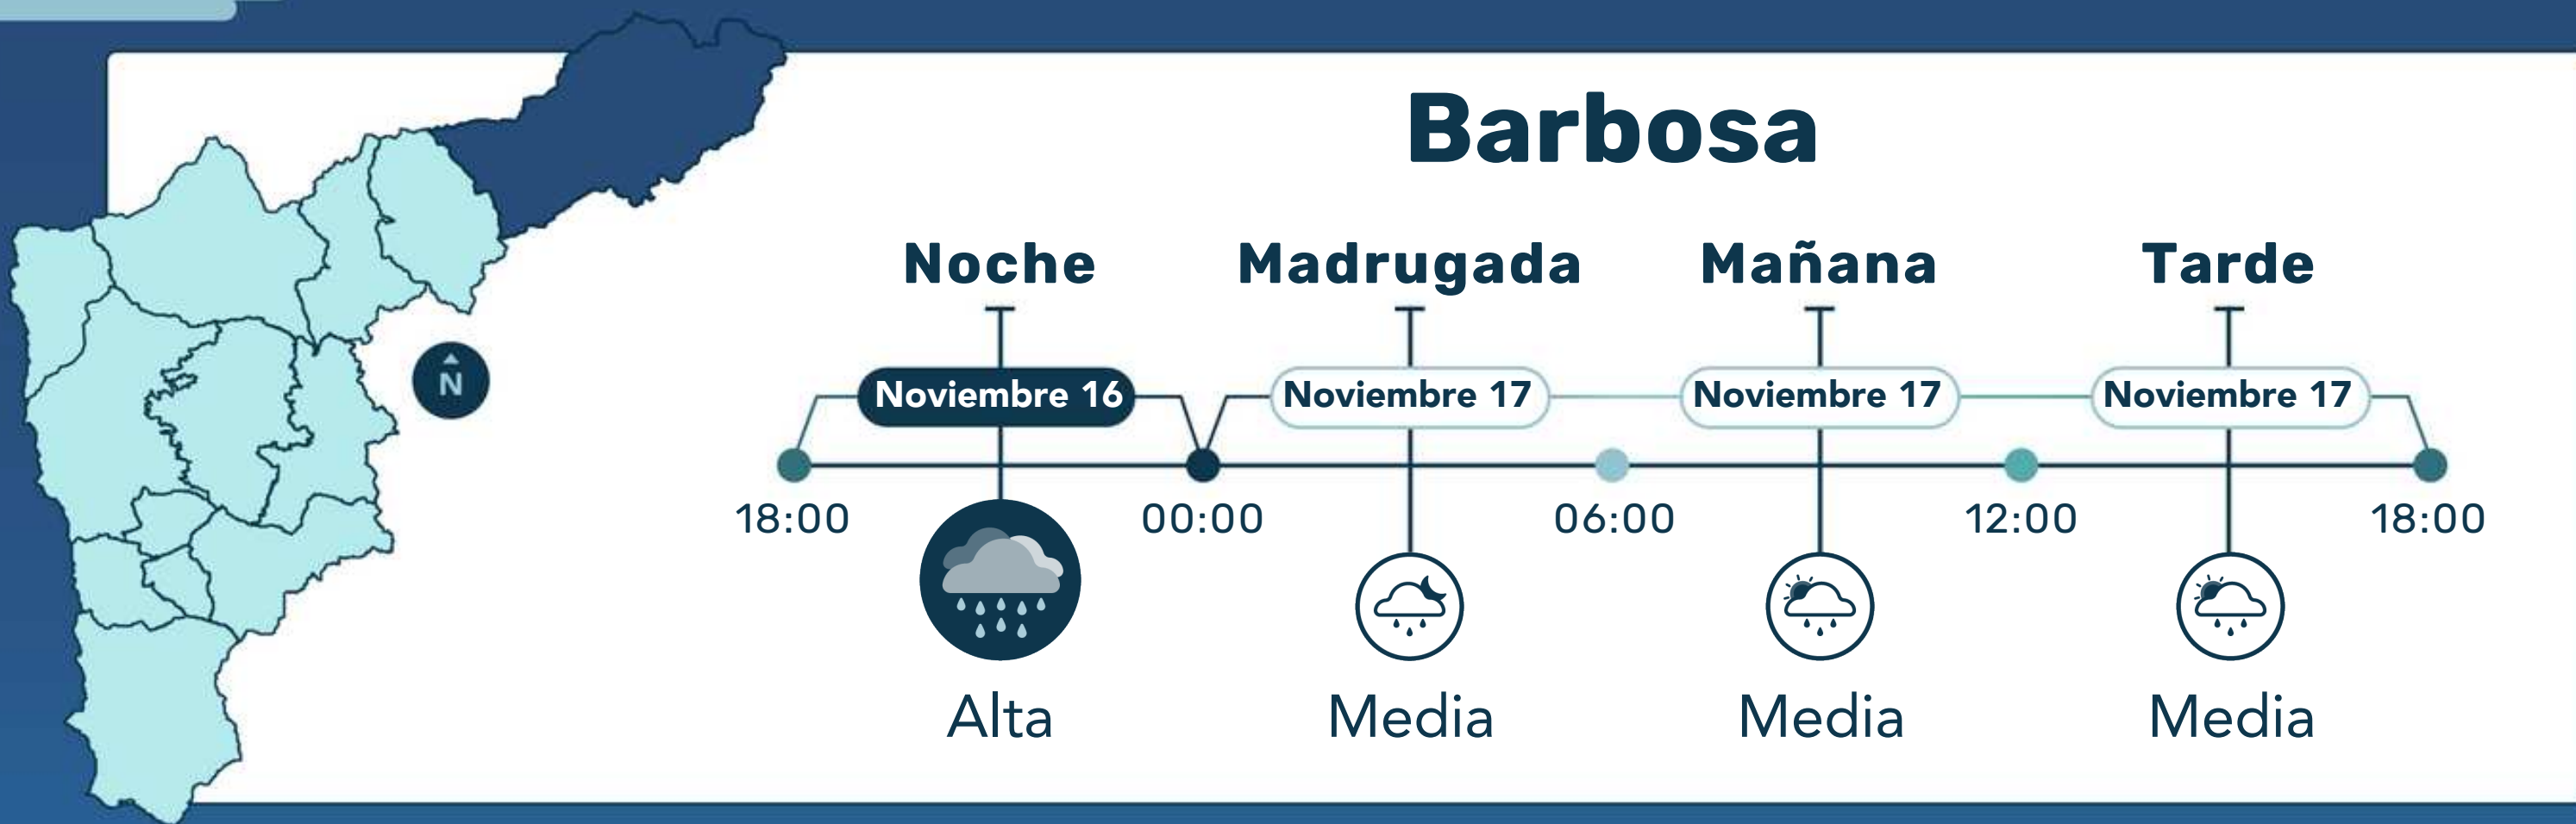 Barbosa
Noche Madrugada Mañana Tarde
N
Noviembre 16 Noviembre 17 Noviembre 17 Noviembre 17
18:00 00:00 06:00 12:00 18:00
Alta Media Media Media